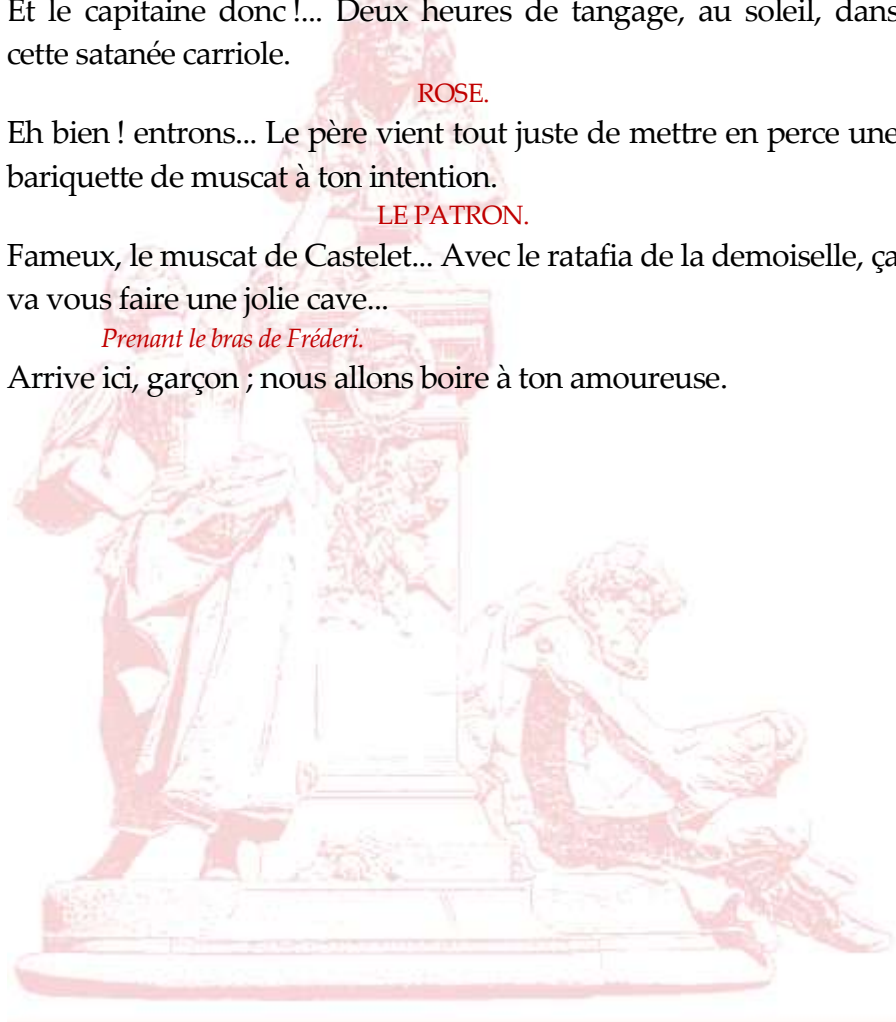 Et le capitaine donc !... Deux heures de tangage, au soleil, dans
cette satanée carriole.
ROSE.
Eh bien ! entrons... Le père vient tout juste de mettre en perce une
bariquette de muscat à ton intention.
LE PATRON.
Fameux, le muscat de Castelet... Avec le ratafia de la demoiselle, ça
va vous faire une jolie cave...
Prenant le bras de Fréderi.
Arrive ici, garçon ; nous allons boire à ton amoureuse.